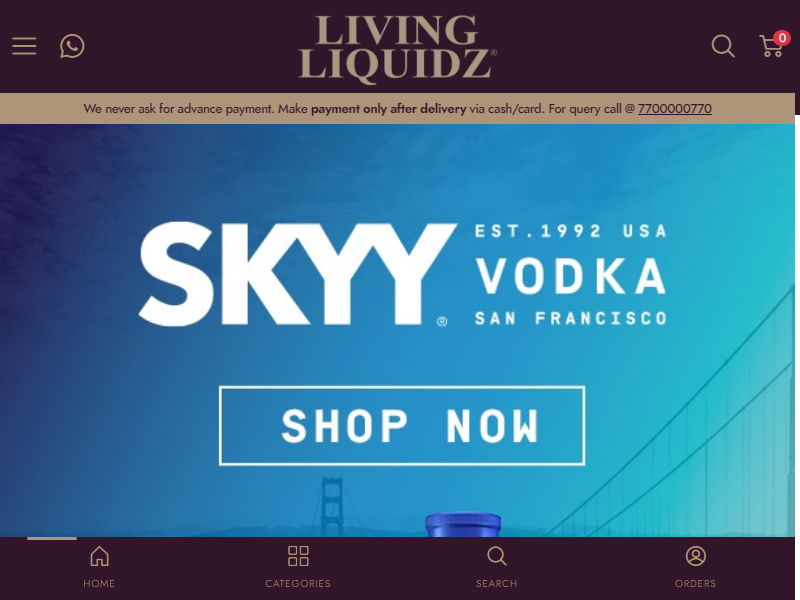 LIVING
LIQUIDZ®
0
We never ask for advance payment. Make payment only after delivery via cash/card. For query call @ 7700000770
SKYY®
EST.1992 USA
VODKA
SAN FRANCISCO
SHOP NOW
HOME
CATEGORIES
SEARCH
ORDERS